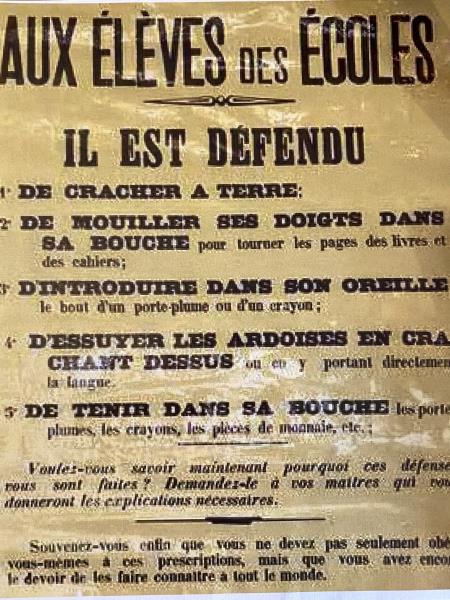 AUX ÉLÈVES DES ÉCOLES
IL EST DÉFENDU
1° DE CRACHER A TERRE;
2° DE MOUILLER SES DOIGTS DANS
SA BOUCHE pour tourner les pages des livres et
des cahiers;
3° D'INTRODUIRE DANS SON OREILLE
le bout d'un porte-plume ou d'un crayon;
4° D'ESSUYER LES ARDOISES EN CRA
CHANT DESSUS ou en y portant directemen
la langue.
5° DE TENIR DANS SA BOUCHE les porte
plumes, les crayons, les pièces de monnaie, etc.;
Voulez-vous savoir maintenant pourquoi ces défense
vous sont faites? Demandez-le à vos maîtres qui vou
donneront les explications nécessaires.
Souvenez-vous enfin que vous ne devez pas seulement obé
vous-mêmes à ces prescriptions, mais que vous avez encor
le devoir de les faire connaître à tout le monde.